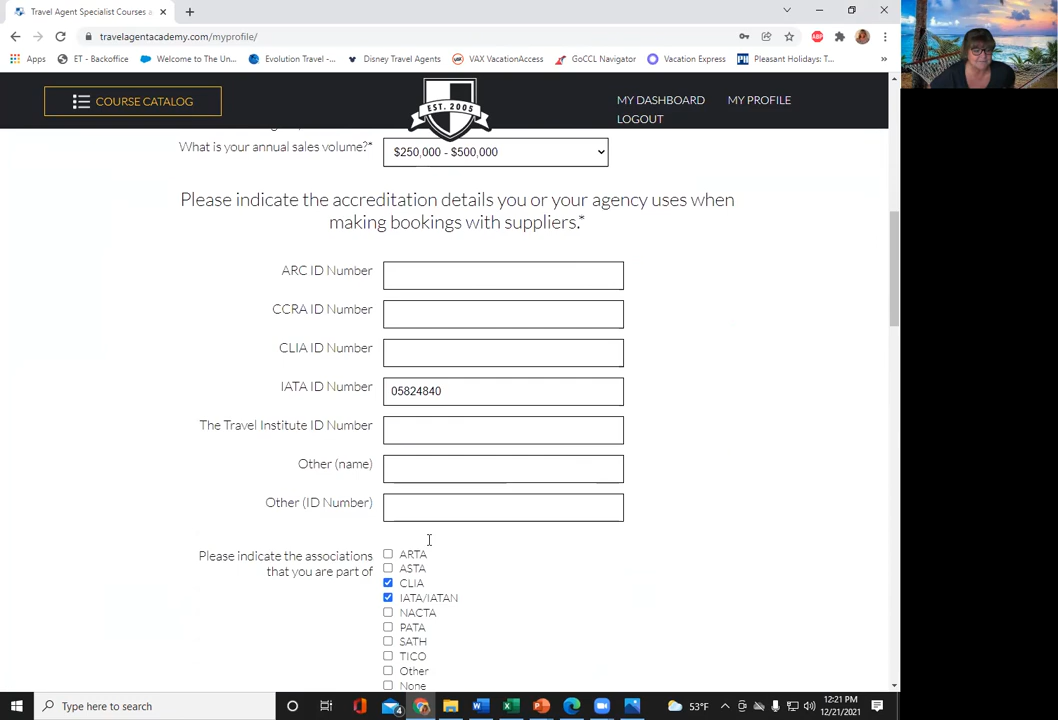 Travel Agent Specialist Courses a
travelagentacademy.com/myprofile/
ABP
Apps
ET - Backoffice
Welcome to The Un...
Evolution Travel -...
Disney Travel Agents
VAX VacationAccess
GoCCL Navigator
Vacation Express
PH
Pleasant Holidays: T...
COURSE CATALOG
EST. 2005
MY DASHBOARD
MY PROFILE
LOGOUT
What is your annual sales volume?*
$250,000 - $500,000
Please indicate the accreditation details you or your agency uses when
making bookings with suppliers.*
ARC ID Number
CCRA ID Number
CLIA ID Number
IATA ID Number
05824840
The Travel Institute ID Number
Other (name)
Other (ID Number)
Please indicate the associations
that you are part of
ARTA
ASTA
CLIA
IATA/IATAN
NACTA
PATA
SATH
TICO
Other
None
Type here to search
4
53°F
12:21 PM
12/21/2021